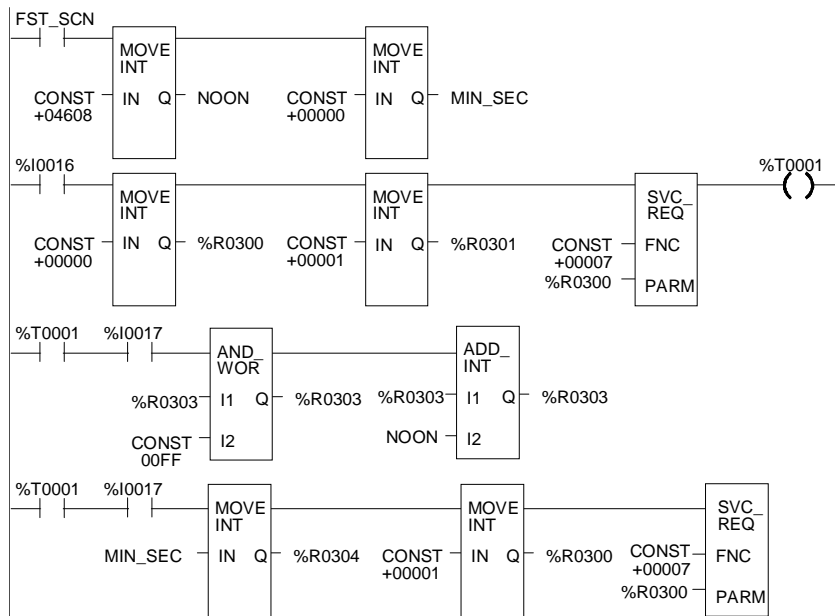 FST_SCN
MOVE INT MOVE INT
CONST +04608 IN Q NOON CONST +00000 IN Q MIN_SEC
%I0016 %T0001
MOVE INT MOVE INT SVC_ REQ
CONST +00000 IN Q %R0300 CONST +00001 IN Q %R0301 CONST +00007 FNC
%R0300 PARM
%T0001 %I0017
AND_ WOR ADD_ INT
%R0303 I1 Q %R0303 %R0303 I1 Q %R0303
CONST 00FF I2 NOON I2
%T0001 %I0017
MOVE INT MOVE INT SVC_ REQ
MIN_SEC IN Q %R0304 CONST +00001 IN Q %R0300 CONST +00007 FNC
%R0300 PARM